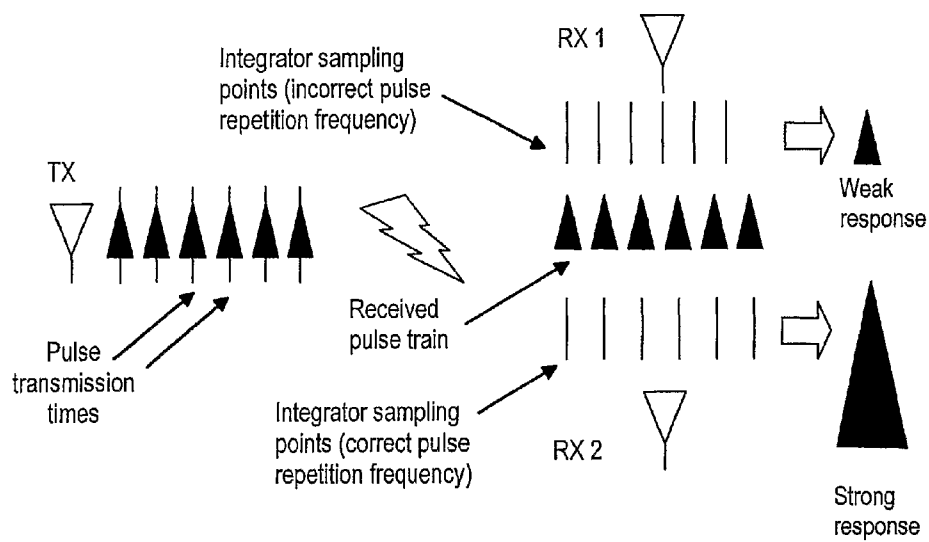 RX 1
Integrator sampling
points (incorrect pulse
repetition frequency)
TX
Weak
response
Received
pulse train
Pulse
transmission
times
Integrator sampling
points (correct pulse
repetition frequency)
RX 2
Strong
response